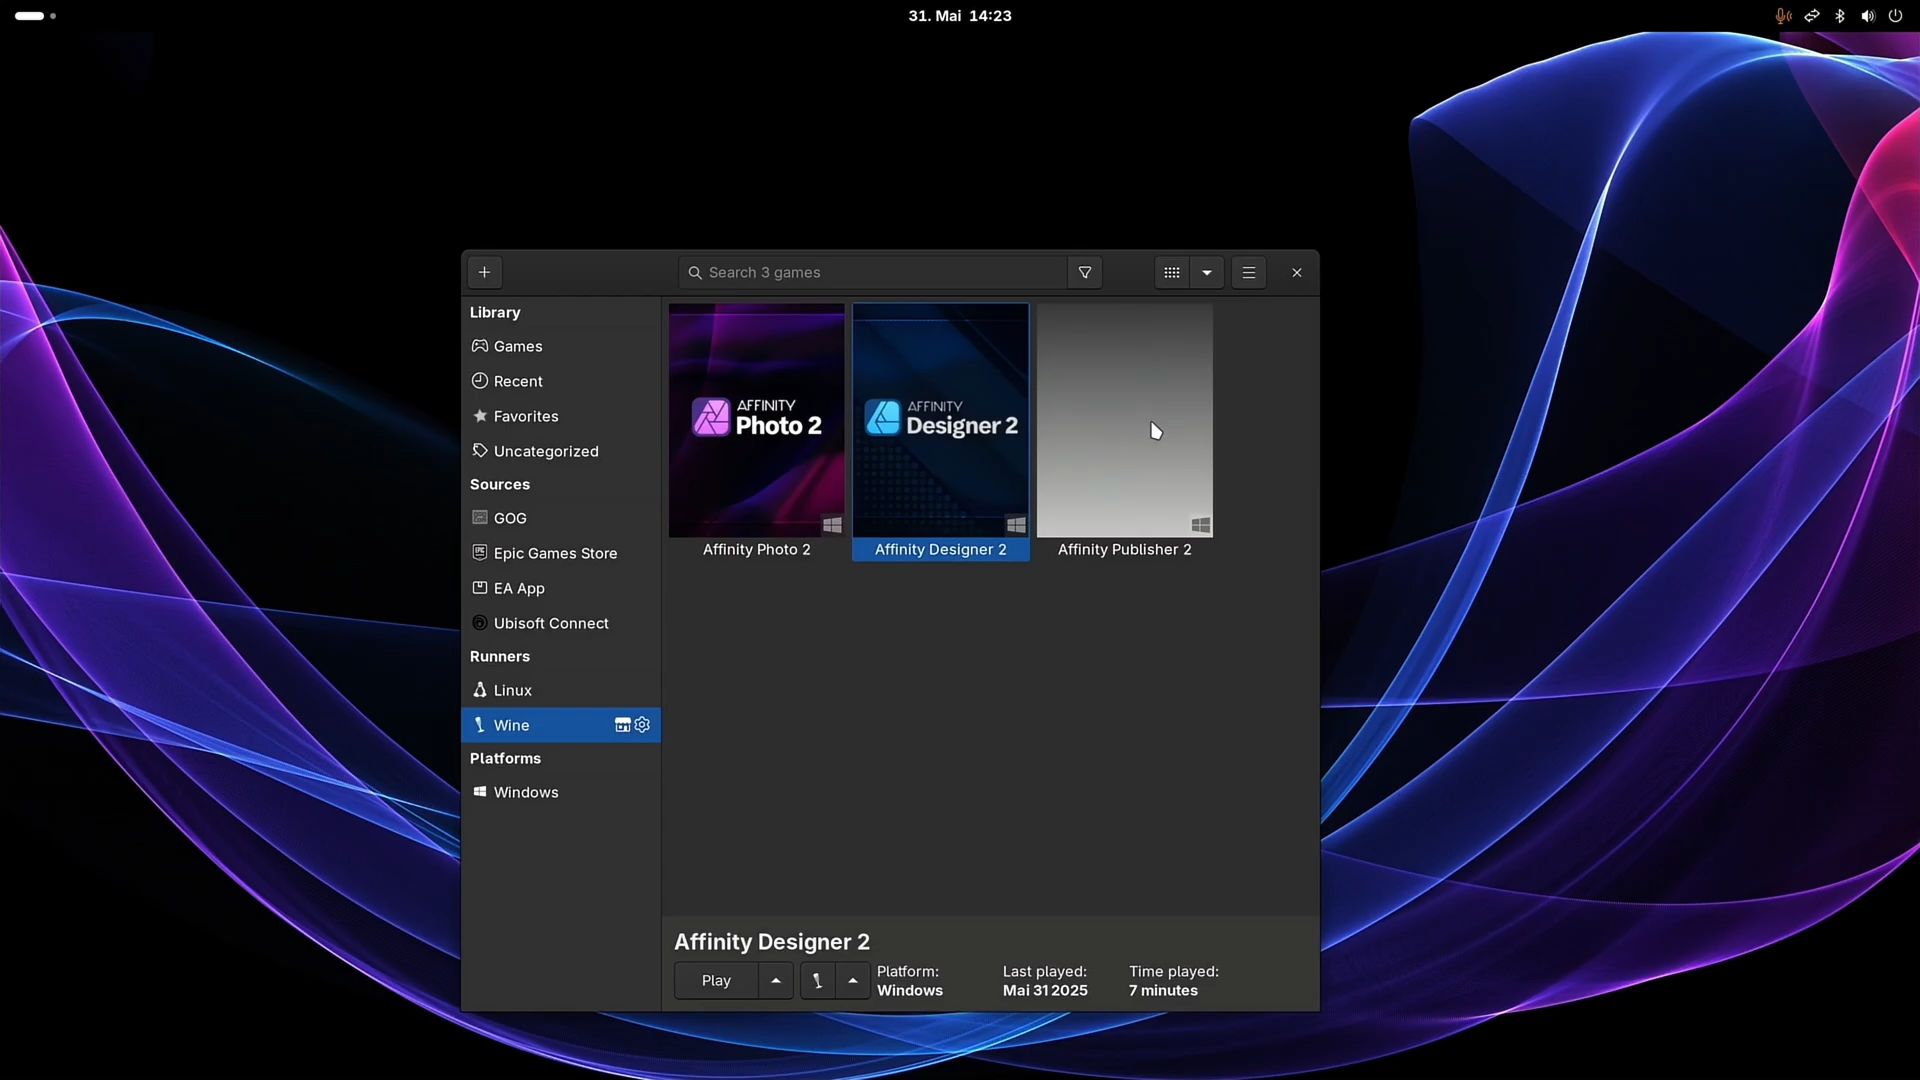 31. Mai 14:23
Search 3 games
Library
Games
Recent
Favorites
Uncategorized
Sources
GOG
Epic Games Store
EA App
Ubisoft Connect
Runners
Linux
Wine
Platforms
Windows
AFFINITY
Photo 2
AFFINITY
Designer 2
Affinity Photo 2
Affinity Designer 2
Affinity Publisher 2
Affinity Designer 2
Play
Platform:
Windows
Last played:
Mai 31 2025
Time played:
7 minutes